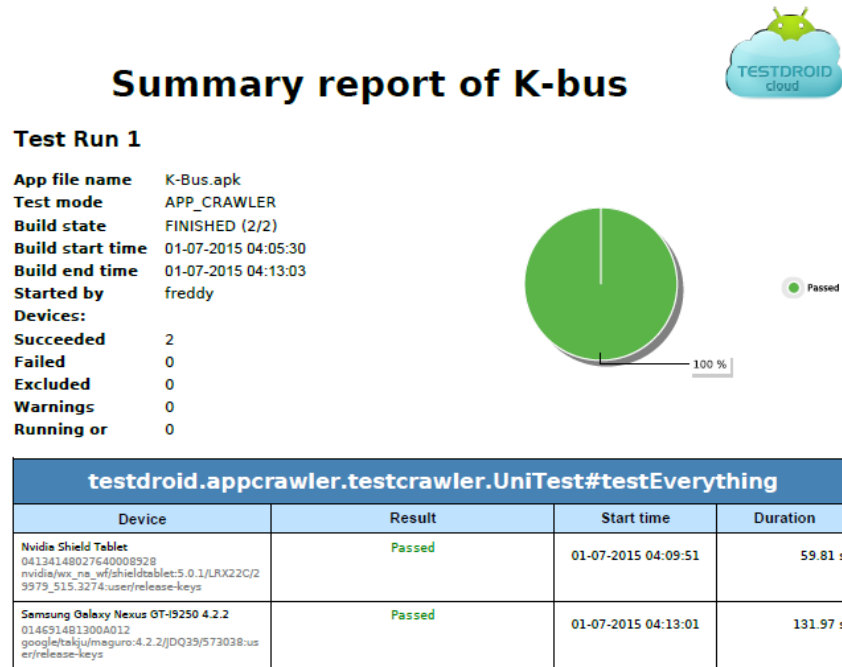 TESTDROID
cloud
Summary report of K-bus
Test Run 1
App file name K-Bus.apk
Test mode APP_CRAWLER
Build state FINISHED (2/2)
Build start time 01-07-2015 04:05:30
Build end time 01-07-2015 04:13:03
Started by freddy
Devices:
Succeeded 2
Failed 0
Excluded 0
Warnings 0
Running or 0
Passed
100 %
testdroid.appcrawler.testcrawler.UniTest#testEverything
Device Result Start time Duration
Nvidia Shield Tablet Passed 01-07-2015 04:09:51 59.81 s
04134148027640008928
nvidia/wx_na_wf/shieldtablet:5.0.1/LRX22C/2
9979_515.3274:user/release-keys
Samsung Galaxy Nexus GT-I9250 4.2.2 Passed 01-07-2015 04:13:01 131.97 s
0146914B1300A012
google/takju/maguro:4.2.2/JDQ39/573038:us
er/release-keys